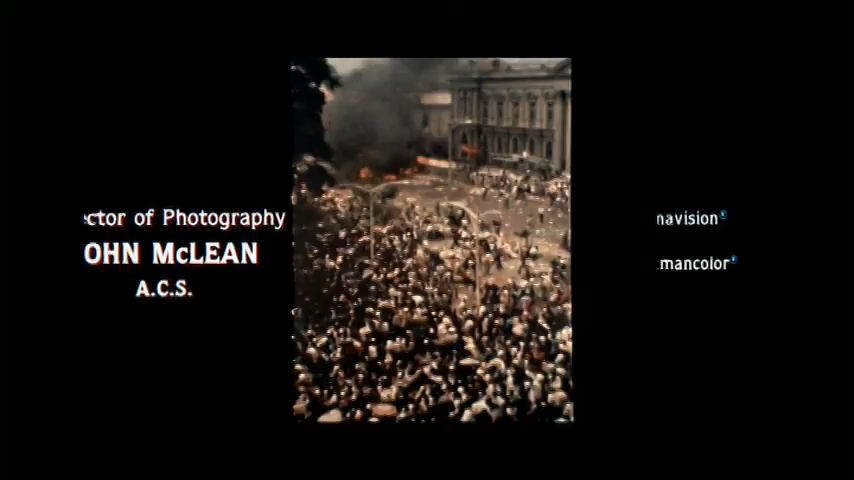 ctor of Photography
OHN McLEAN
A.C.S.
navision®
mancolor®